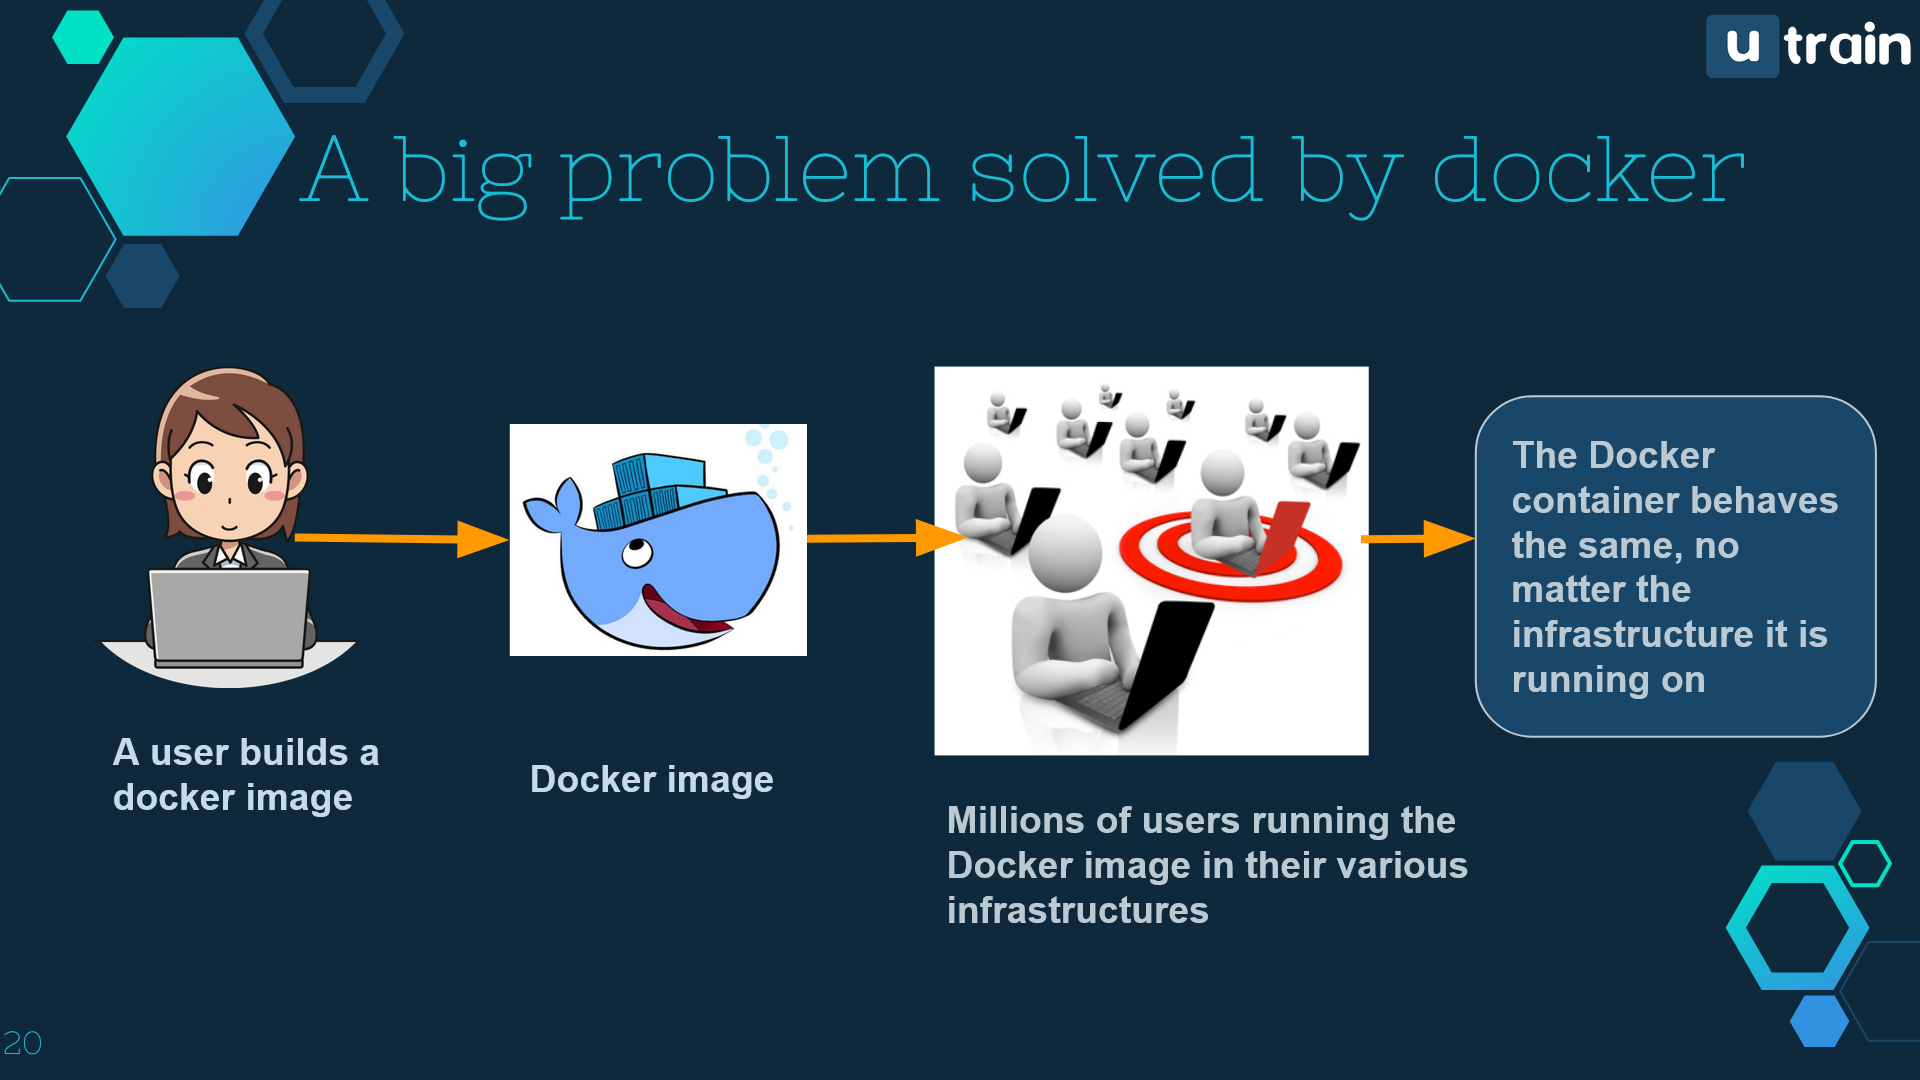 u train
A big problem solved by docker
The Docker
container behaves
the same, no
matter the
infrastructure it is
running on
A user builds a
docker image
Docker image
Millions of users running the
Docker image in their various
infrastructures
20